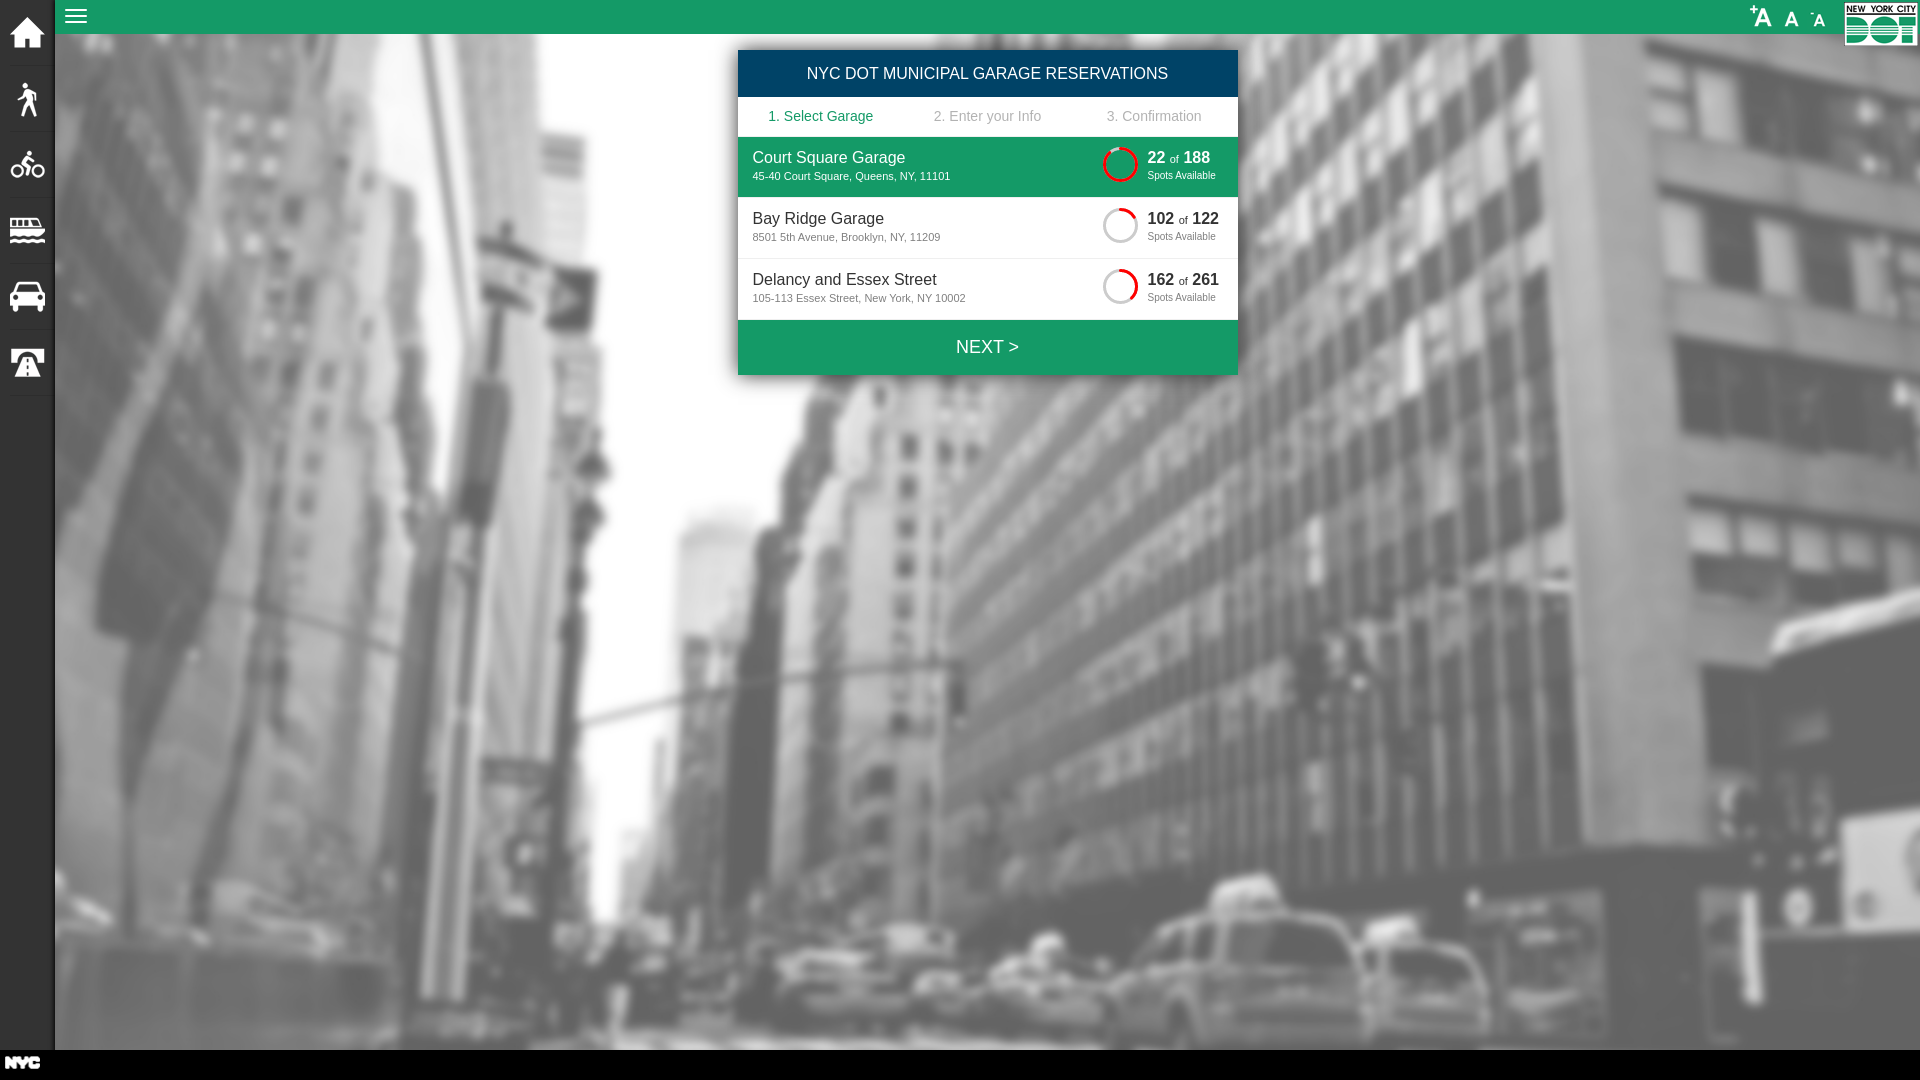 +A A -A
NEW YORK CITY
DOT
NYC DOT MUNICIPAL GARAGE RESERVATIONS
1. Select Garage 2. Enter your Info 3. Confirmation
Court Square Garage 22 of 188
45-40 Court Square, Queens, NY, 11101 Spots Available
Bay Ridge Garage 102 of 122
8501 5th Avenue, Brooklyn, NY, 11209 Spots Available
Delancy and Essex Street 162 of 261
105-113 Essex Street, New York, NY 10002 Spots Available
NEXT >
NYC